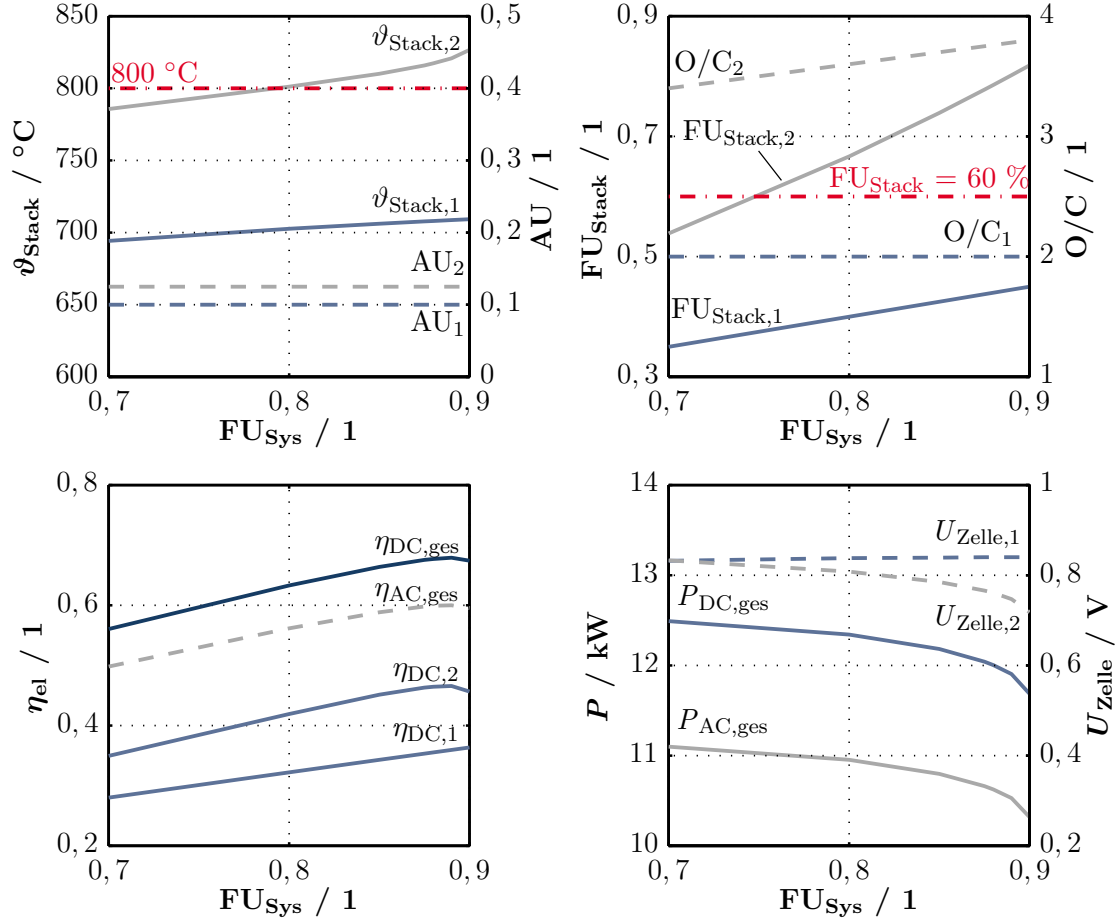 850
800
750
700
650
600
ϑStack / °C
0,5
0,4
0,3
0,2
0,1
0
AU / 1
ϑStack,2
800 °C
ϑStack,1
AU2
AU1
0,7
0,8
0,9
FUSys / 1
0,9
0,7
0,5
0,3
FUStack / 1
4
3
2
1
O/C / 1
O/C2
FUStack,2
FUStack = 60 %
O/C1
FUStack,1
0,7
0,8
0,9
FUSys / 1
0,8
0,6
0,4
0,2
ηel / 1
ηDC,ges
ηAC,ges
ηDC,2
ηDC,1
0,7
0,8
0,9
FUSys / 1
14
13
12
11
10
P / kW
1
0,8
0,6
0,4
0,2
UZelle / V
UZelle,1
PDC,ges
UZelle,2
PAC,ges
0,7
0,8
0,9
FUSys / 1